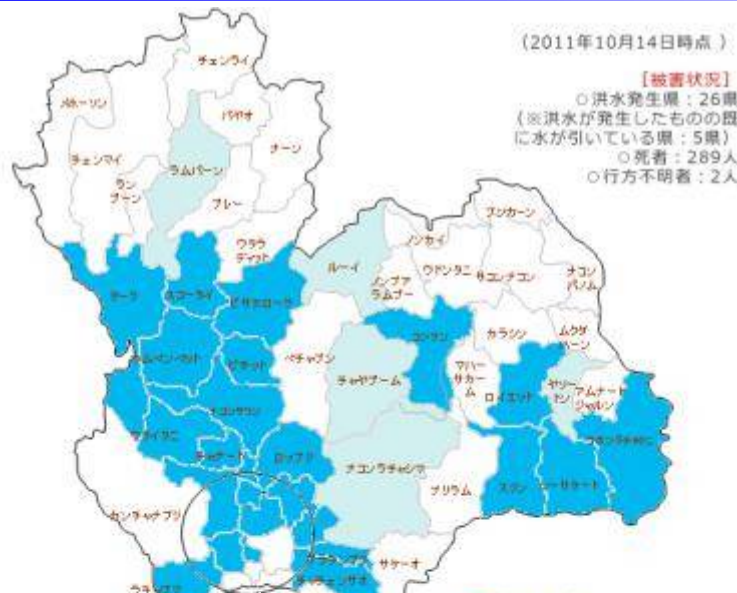 (2011年10月14日時点 )
[被害状況]
○洪水発生県：26県
(※洪水が発生したものの既
に水が引いている県：5県)
○死者：289人
○行方不明者：2人
チェンライ
メホーソン
パヤオ
ナーン
チェンマイ
ラムパーン
ラン
プーン
プレー
ウタラ
ディット
ターク
スコータイ
ピサヌローク
カムペンペット
ピチット
ペチャブン
ルーイ
ノンカイ
ブンカーン
ノンブア
ラムプー
ウドンタニ
サコンナコン
ナコン
パノム
コンケン
カラシン
ムクダ
ハーン
マハー
サカー
ム
チャヤプーム
ロイエット
ヤソー
トン
アムナート
ジャルン
ナコンサワン
ウタイタニ
チャイナート
ロッブリ
ナコンラチャシマ
ブリラム
スリン
シーサケート
ウボンラチャタニ
カンチャナブリ
サケーオ
チャチェンサオ